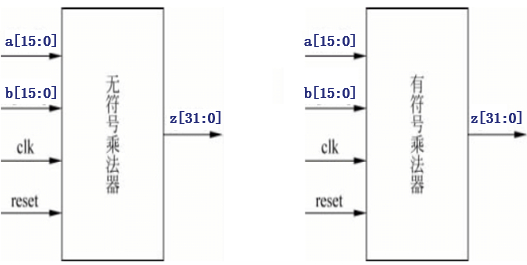 a[15:0]
b[15:0]
clk
reset
无符号乘法器
z[31:0]
a[15:0]
b[15:0]
clk
reset
有符号乘法器
z[31:0]